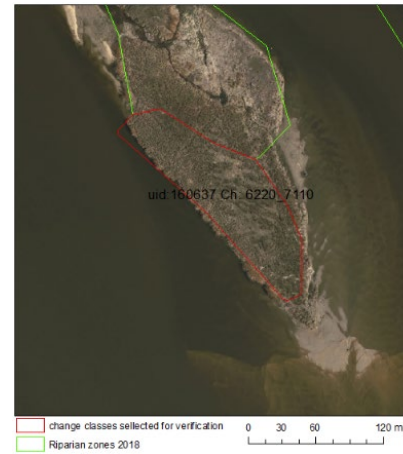 uid:160637 Ch.:6220_7110
change classes sellected for verification
Riparian zones 2018
0 30 60 120 m